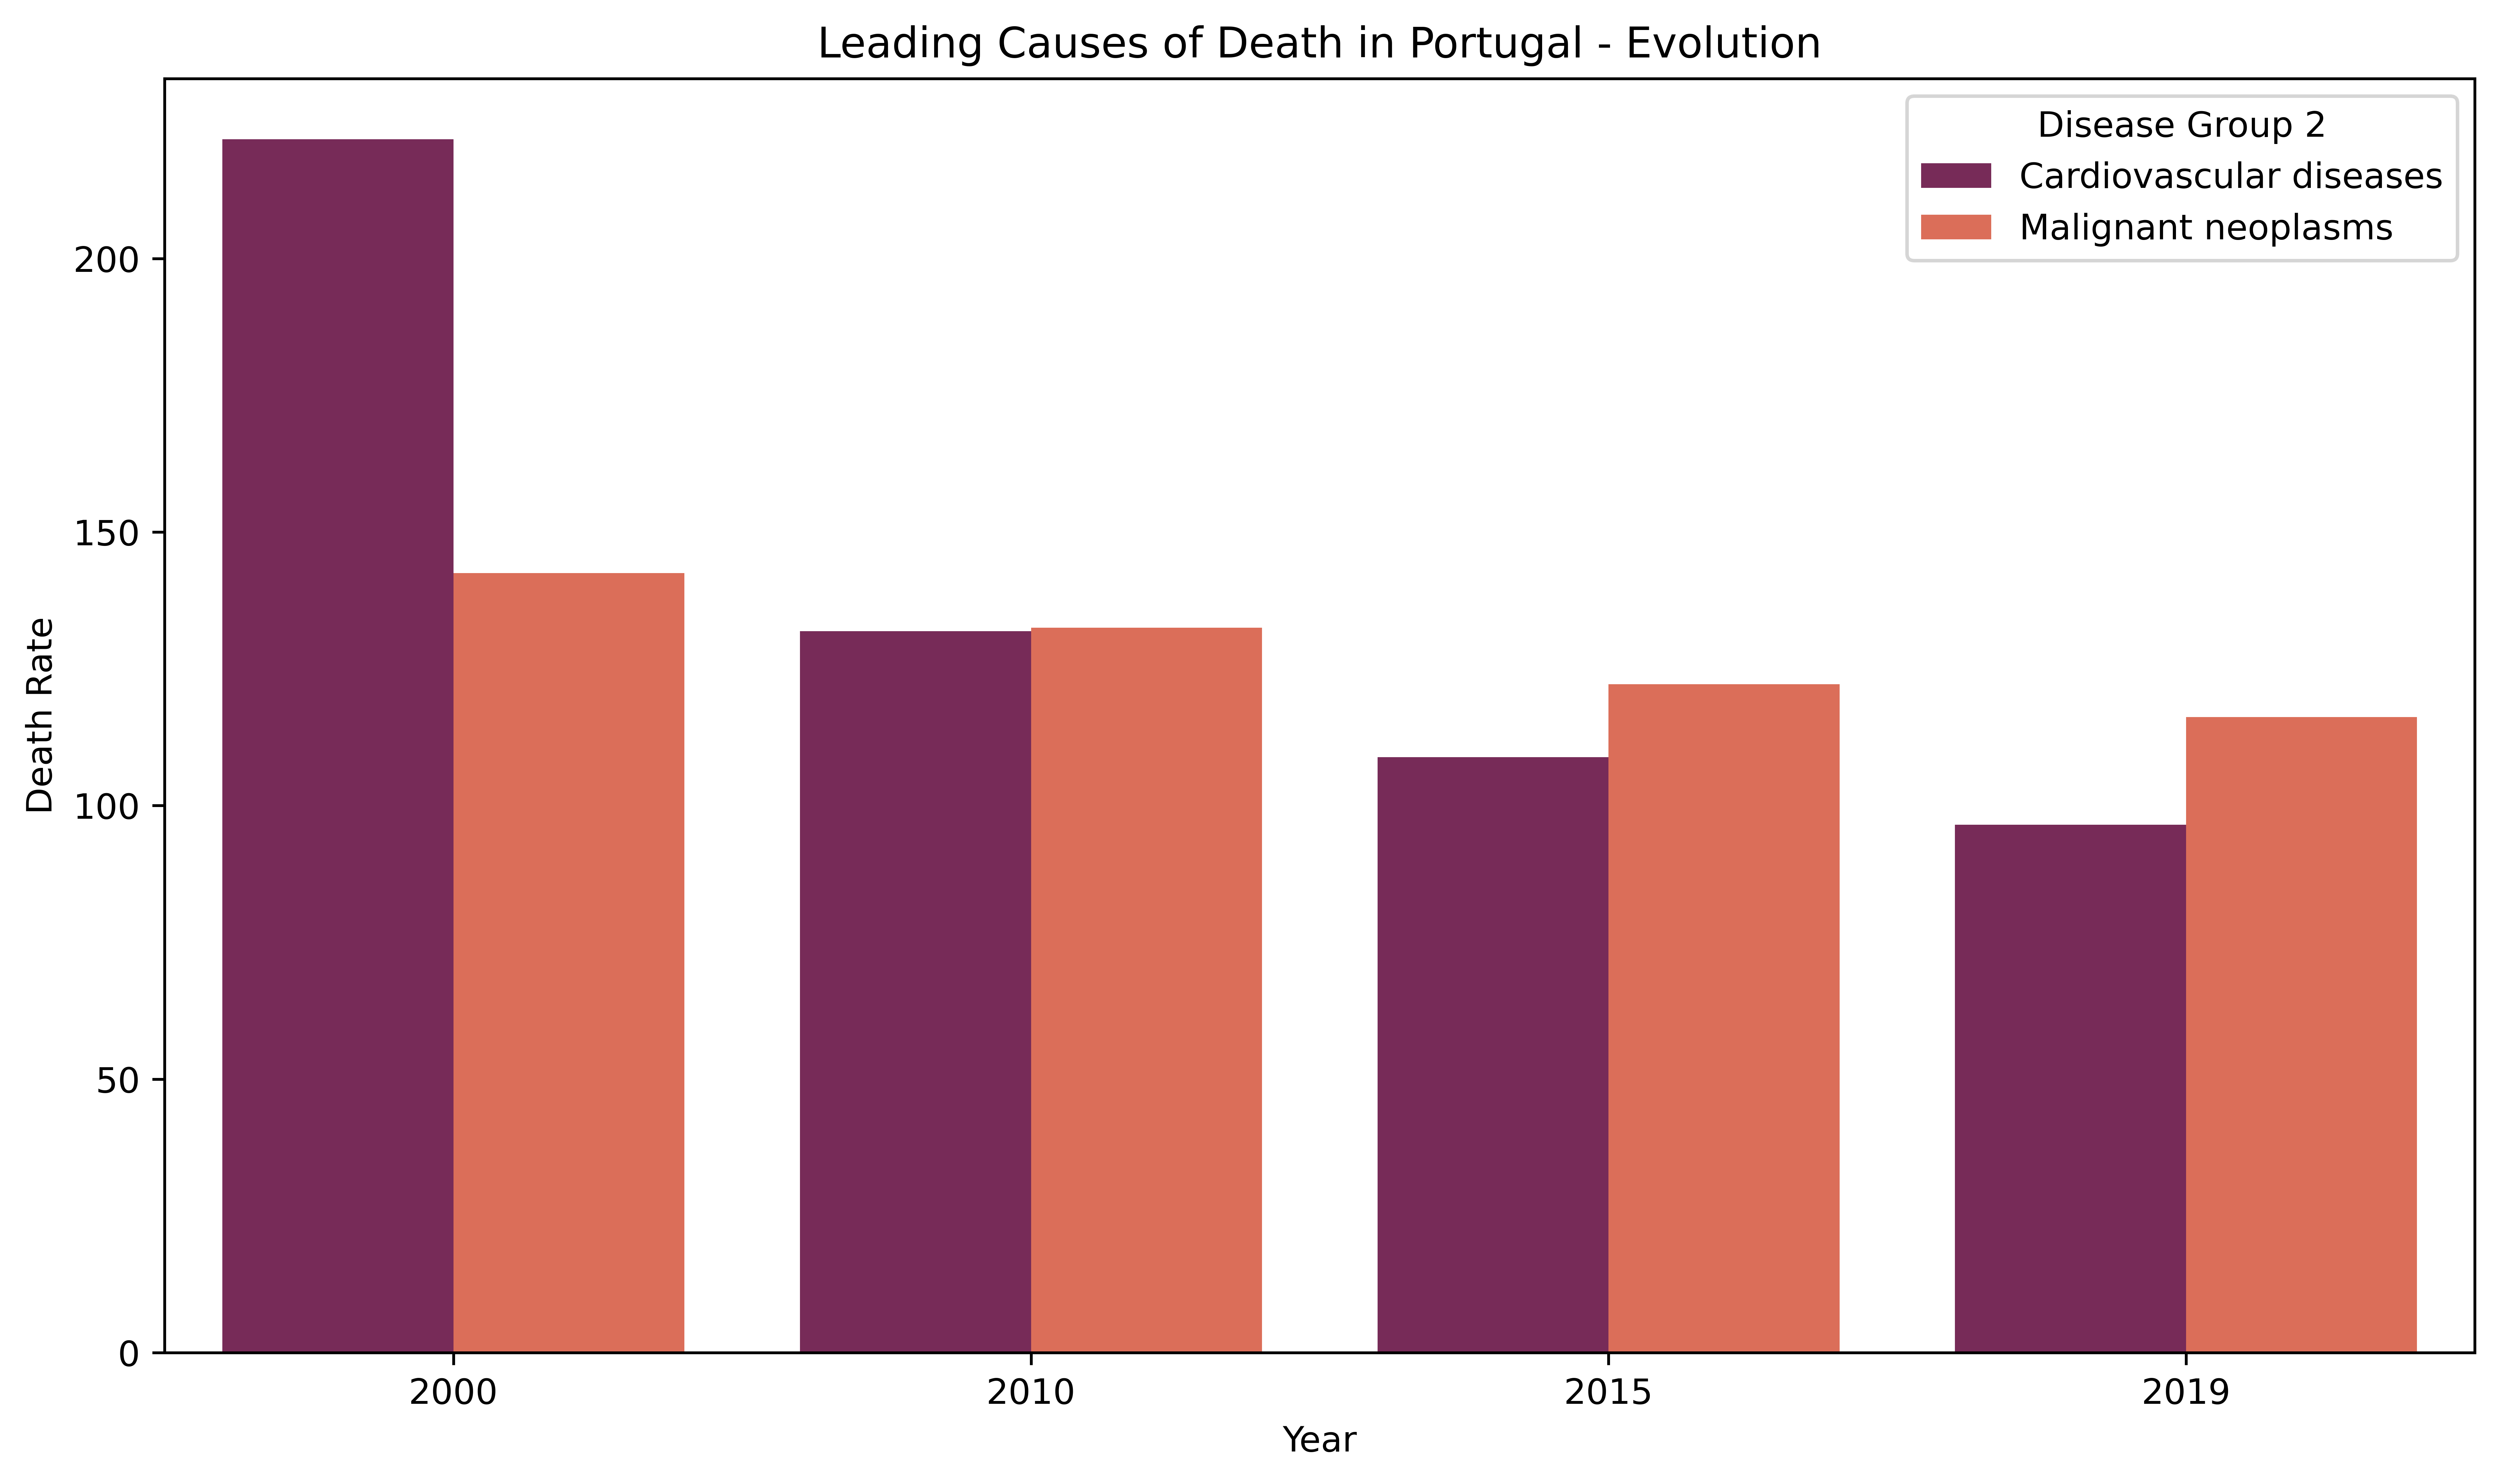 Leading Causes of Death in Portugal - Evolution
Disease Group 2
Cardiovascular diseases
Malignant neoplasms
Death Rate
200
150
100
50
0
2000 2010 2015 2019
Year